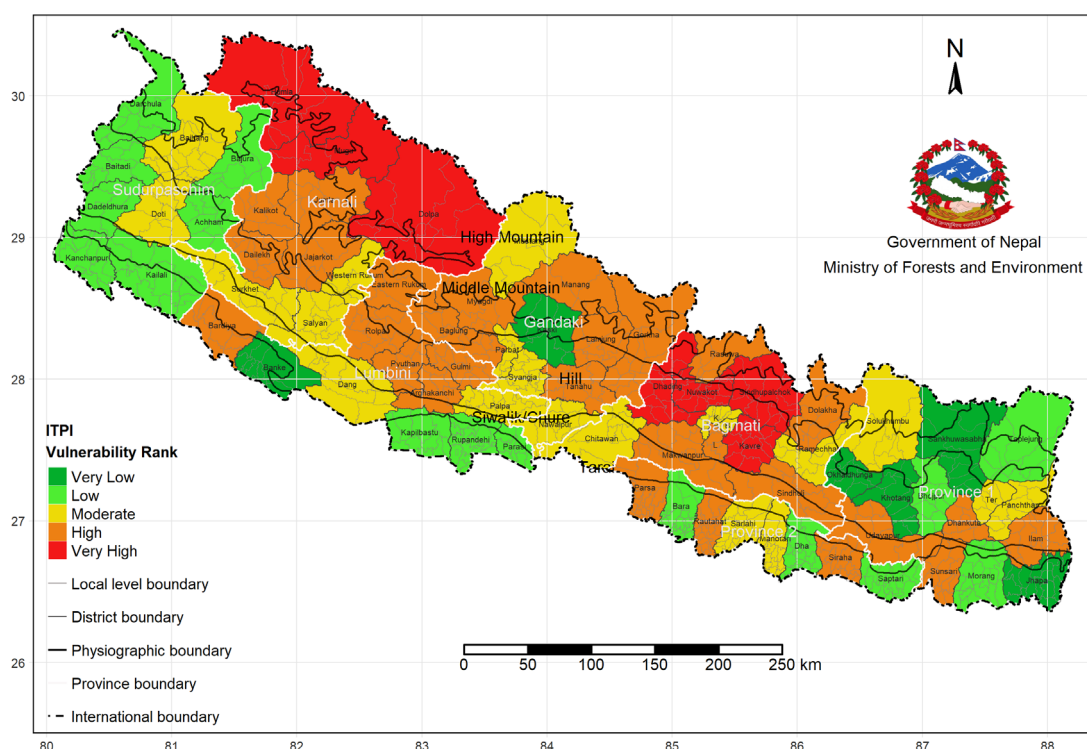 N
Government of Nepal
Ministry of Forests and Environment
30
29
28
27
26
80
81
82
83
84
85
86
87
88
Darchula
Bajhang
Bajura
Baitadi
Sudurpaschim
Dadeldhura
Doti
Achham
Kanchanpur
Kailali
Dolpa
Karnali
Kalikot
Dailekh
Jajarkot
Western Rukum
Surkhet
Salyan
High Mountain
Middle Mountain
Eastern Rukum
Myagdi
Manang
Gandaki
Baglung
Rolpa
Lamjung
Gorkha
Parbat
Bardiya
Banke
Dang
Lumbini
Pyuthan
Gulmi
Arghakanchi
Syangja
Tanahu
Hill
Palpa
Siwalik/Chure
Nawalpur
Kapilbastu
Rupandehi
Parasi
Chitawan
Tarai
Rasuwa
Dhading
Nuwakot
Sindhupalchok
Dolakha
Bagmati
Kavre
Ramechhap
Makwanpur
Sindhuli
Solukhumbu
Sankhuwasabha
Taplejung
Okhaldhunga
Khotang
Province 1
Ter
Panchthar
Dhankuta
Ilam
Udayapur
Parsa
Bara
Rautahat
Sarlahi
Province 2
Dha
Siraha
Saptari
Sunsari
Morang
Jhapa
ITPI
Vulnerability Rank
Very Low
Low
Moderate
High
Very High
Local level boundary
District boundary
Physiographic boundary
Province boundary
International boundary
0 50 100 150 200 250 km